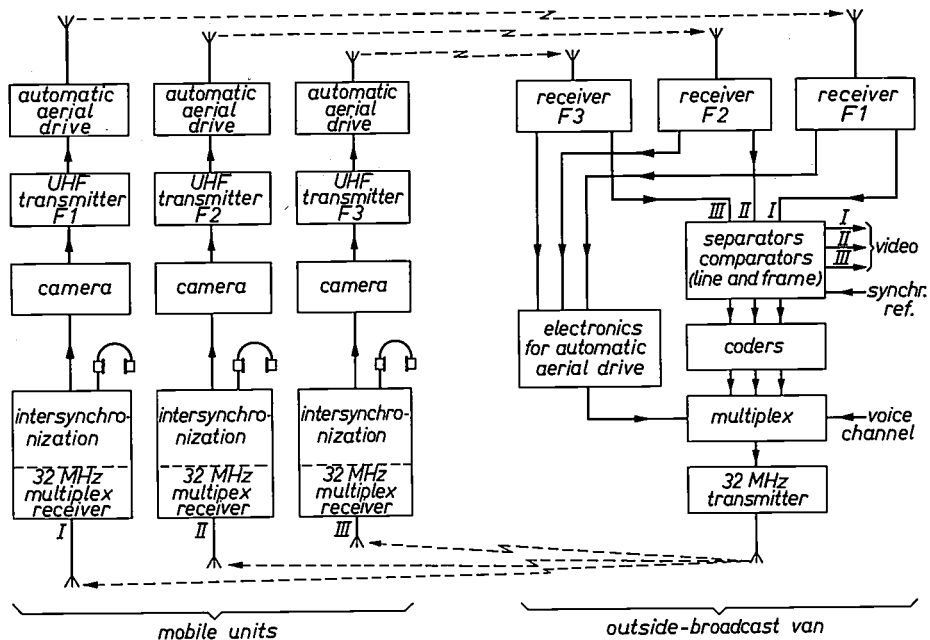 automatic
aerial
drive
automatic
aerial
drive
automatic
aerial
drive
receiver
F3
receiver
F2
receiver
F1
UHF
transmitter
F1
UHF
transmitter
F2
UHF
transmitter
F3
III II I
separators
comparators
(line and frame)
I
II
III
video
synchr.
ref.
camera
camera
camera
electronics
for automatic
aerial drive
coders
intersynchro-
nization
32 MHz
multiplex
receiver
I
intersynchro-
nization
32 MHz
multipex
receiver
II
intersynchro-
nization
32 MHz
multiplex
receiver
III
multiplex
voice
channel
32 MHz
transmitter
mobile units
outside-broadcast van